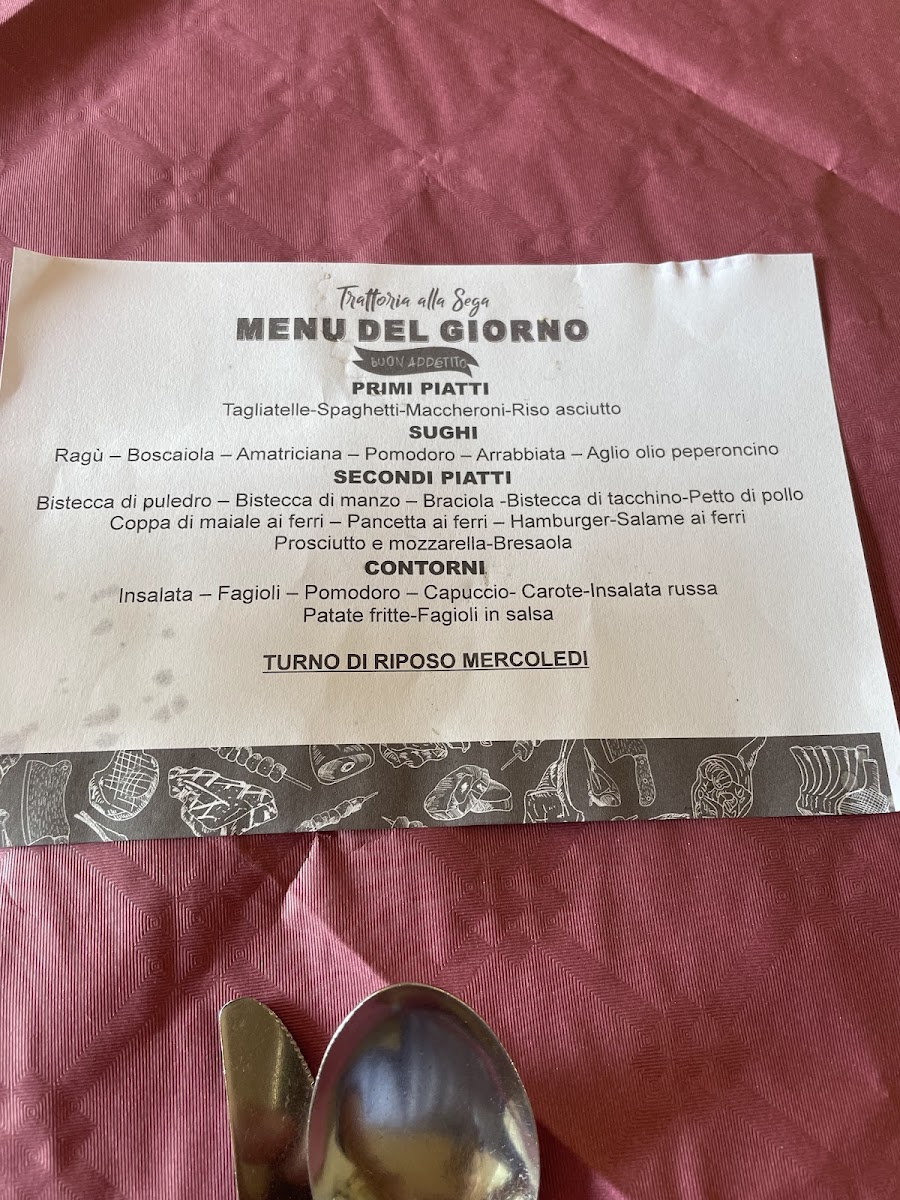 Trattoria alla Sega
MENU DEL GIORNO
BUON APPETITO
PRIMI PIATTI
Tagliatelle-Spaghetti-Maccheroni-Riso asciutto
SUGHI
Ragù – Boscaiola – Amatriciana – Pomodoro – Arrabbiata – Aglio olio peperoncino
SECONDI PIATTI
Bistecca di puledro – Bistecca di manzo – Braciola -Bistecca di tacchino-Petto di pollo
Coppa di maiale ai ferri – Pancetta ai ferri – Hamburger-Salame ai ferri
Prosciutto e mozzarella-Bresaola
CONTORNI
Insalata – Fagioli – Pomodoro – Capuccio- Carote-Insalata russa
Patate fritte-Fagioli in salsa
TURNO DI RIPOSO MERCOLEDI